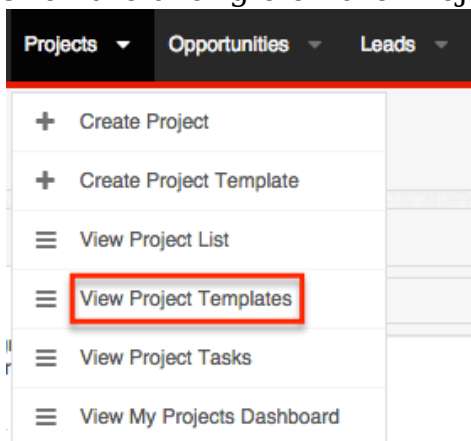 Projects Opportunities Leads
Create Project
Create Project Template
View Project List
View Project Templates
View Project Tasks
View My Projects Dashboard